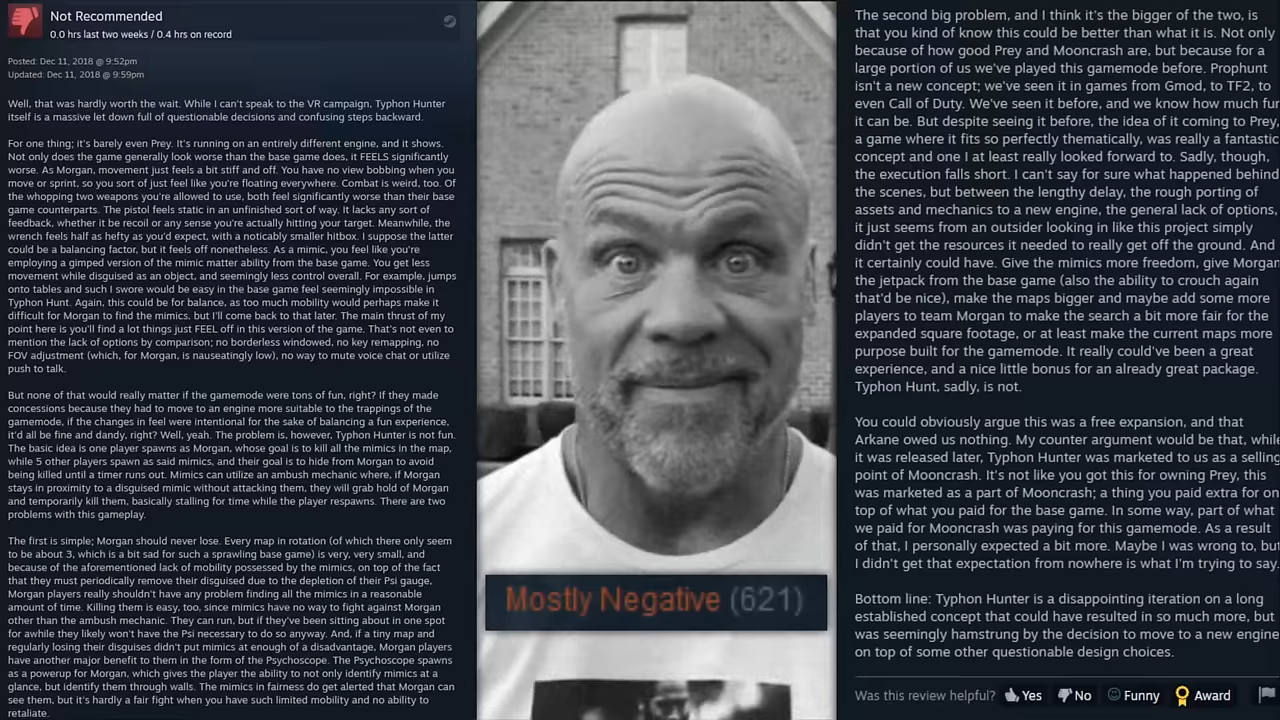 Not Recommended
0.0 hrs last two weeks / 0.4 hrs on record
Posted: Dec 11, 2018 @ 9:52pm
Updated: Dec 11, 2018 @ 9:59pm
Well, that was hardly worth the wait. While I can't speak to the VR campaign, Typhon Hunter
itself is a massive let down full of questionable decisions and confusing steps backward.
For one thing; it's barely even Prey. It's running on an entirely different engine, and it shows.
Not only does the game generally look worse than the base game does, it FEELS significantly
worse. As Morgan, movement just feels a bit stiff and off. You have no view bobbing when you
move or sprint, so you sort of just feel like you're floating everywhere. Combat is weird, too. Of
the whopping two weapons you're allowed to use, both feel significantly worse than their base
game counterparts. The pistol feels static in an unfinished sort of way. It lacks any sort of
feedback, whether it be recoil or any sense you're actually hitting your target. Meanwhile, the
wrench feels half as hefty as you'd expect, with a noticably smaller hitbox. I suppose the latter
could be a balancing factor, but it feels off nonetheless. As a mimic, you feel like you're
employing a gimped version of the mimic matter ability from the base game. You get less
movement while disguised as an object, and seemingly less control overall. For example, jumps
onto tables and such I swore would be easy in the base game feel seemingly impossible in
Typhon Hunt. Again, this could be for balance, as too much mobility would perhaps make it
difficult for Morgan to find the mimics, but I'll come back to that later. The main thrust of my
point here is you'll find a lot things just FEEL off in this version of the game. That's not even to
mention the lack of options by comparison; no borderless windowed, no key remapping, no
FOV adjustment (which, for Morgan, is nauseatingly low), no way to mute voice chat or utilize
push to talk.
But none of that would really matter if the gamemode were tons of fun, right? If they made
concessions because they had to move to an engine more suitable to the trappings of the
gamemode, if the changes in feel were intentional for the sake of balancing a fun experience,
it'd all be fine and dandy, right? Well, yeah. The problem is, however, Typhon Hunter is not fun.
The basic idea is one player spawns as Morgan, whose goal is to kill all the mimics in the map,
while 5 other players spawn as said mimics, and their goal is to hide from Morgan to avoid
being killed until a timer runs out. Mimics can utilize an ambush mechanic where, if Morgan
stays in proximity to a disguised mimic without attacking them, they will grab hold of Morgan
and temporarily kill them, basically stalling for time while the player respawns. There are two
problems with this gameplay.
The first is simple; Morgan should never lose. Every map in rotation (of which there only seem
to be about 3, which is a bit sad for such a sprawling base game) is very, very small, and
because of the aforementioned lack of mobility possessed by the mimics, on top of the fact
that they must periodically remove their disguised due to the depletion of their Psi gauge,
Morgan players really shouldn't have any problem finding all the mimics in a reasonable
amount of time. Killing them is easy, too, since mimics have no way to fight against Morgan
other than the ambush mechanic. They can run, but if they've been sitting about in one spot
for awhile they likely won't have the Psi necessary to do so anyway. And, if a tiny map and
regularly losing their disguises didn't put mimics at enough of a disadvantage, Morgan players
have another major benefit to them in the form of the Psychoscope. The Psychoscope spawns
as a powerup for Morgan, which gives the player the ability to not only identify mimics at a
glance, but identify them through walls. The mimics in fairness do get alerted that Morgan can
see them, but it's hardly a fair fight when you have such limited mobility and no ability to
retaliate.
Mostly Negative (621)
The second big problem, and I think it's the bigger of the two, is
that you kind of know this could be better than what it is. Not only
because of how good Prey and Mooncrash are, but because for a
large portion of us we've played this gamemode before. Prophunt
isn't a new concept; we've seen it in games from Gmod, to TF2, to
even Call of Duty. We've seen it before, and we know how much fun
it can be. But despite seeing it before, the idea of it coming to Prey,
a game where it fits so perfectly thematically, was really a fantastic
concept and one I at least really looked forward to. Sadly, though,
the execution falls short. I can't say for sure what happened behind
the scenes, but between the lengthy delay, the rough porting of
assets and mechanics to a new engine, the general lack of options,
it just seems from an outsider looking in like this project simply
didn't get the resources it needed to really get off the ground. And
it certainly could have. Give the mimics more freedom, give Morgan
the jetpack from the base game (also the ability to crouch again
that'd be nice), make the maps bigger and maybe add some more
players to team Morgan to make the search a bit more fair for the
expanded square footage, or at least make the current maps more
purpose built for the gamemode. It really could've been a great
experience, and a nice little bonus for an already great package.
Typhon Hunt, sadly, is not.
You could obviously argue this was a free expansion, and that
Arkane owed us nothing. My counter argument would be that, while
it was released later, Typhon Hunter was marketed to us as a selling
point of Mooncrash. It's not like you got this for owning Prey, this
was marketed as a part of Mooncrash; a thing you paid extra for on
top of what you paid for the base game. In some way, part of what
we paid for Mooncrash was paying for this gamemode. As a result
of that, I personally expected a bit more. Maybe I was wrong to, but
I didn't get that expectation from nowhere is what I'm trying to say.
Bottom line: Typhon Hunter is a disappointing iteration on a long
established concept that could have resulted in so much more, but
was seemingly hamstrung by the decision to move to a new engine
on top of some other questionable design choices.
Was this review helpful? Yes No Funny Award